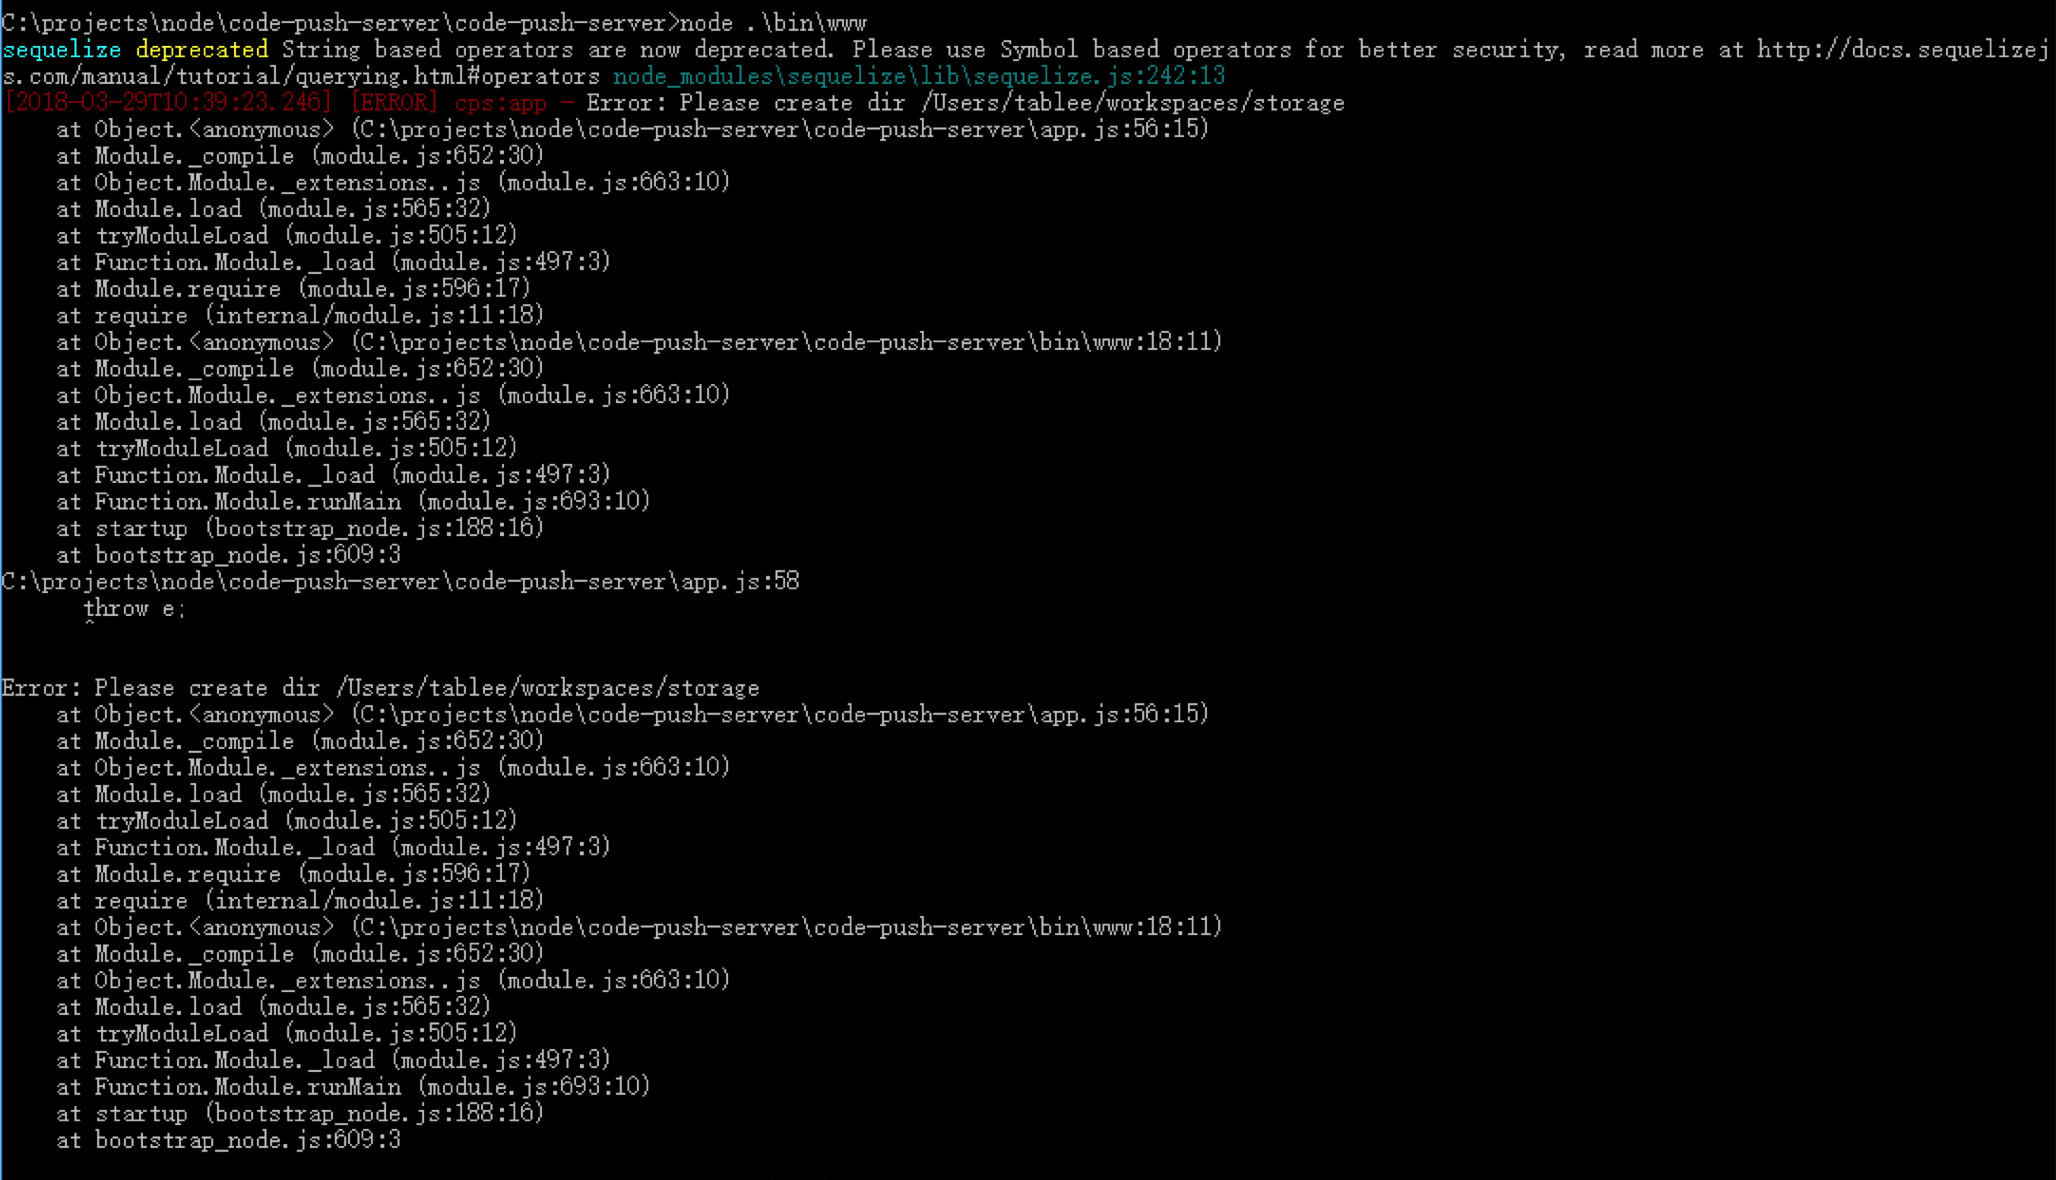 C:\projects\node\code-push-server\code-push-server>node .\bin\www
sequelize deprecated String based operators are now deprecated. Please use Symbol based operators for better security, read more at http://docs.sequelizej
s.com/manual/tutorial/querying.html#operators node_modules\sequelize\lib\sequelize.js:242:13
[2018-03-29T10:39:23.246] [ERROR] cps:app - Error: Please create dir /Users/tablee/workspaces/storage
    at Object.<anonymous> (C:\projects\node\code-push-server\code-push-server\app.js:56:15)
    at Module._compile (module.js:652:30)
    at Object.Module._extensions..js (module.js:663:10)
    at Module.load (module.js:565:32)
    at tryModuleLoad (module.js:505:12)
    at Function.Module._load (module.js:497:3)
    at Module.require (module.js:596:17)
    at require (internal/module.js:11:18)
    at Object.<anonymous> (C:\projects\node\code-push-server\code-push-server\bin\www:18:11)
    at Module._compile (module.js:652:30)
    at Object.Module._extensions..js (module.js:663:10)
    at Module.load (module.js:565:32)
    at tryModuleLoad (module.js:505:12)
    at Function.Module._load (module.js:497:3)
    at Function.Module.runMain (module.js:693:10)
    at startup (bootstrap_node.js:188:16)
    at bootstrap_node.js:609:3
C:\projects\node\code-push-server\code-push-server\app.js:58
      throw e;
      ^
Error: Please create dir /Users/tablee/workspaces/storage
    at Object.<anonymous> (C:\projects\node\code-push-server\code-push-server\app.js:56:15)
    at Module._compile (module.js:652:30)
    at Object.Module._extensions..js (module.js:663:10)
    at Module.load (module.js:565:32)
    at tryModuleLoad (module.js:505:12)
    at Function.Module._load (module.js:497:3)
    at Module.require (module.js:596:17)
    at require (internal/module.js:11:18)
    at Object.<anonymous> (C:\projects\node\code-push-server\code-push-server\bin\www:18:11)
    at Module._compile (module.js:652:30)
    at Object.Module._extensions..js (module.js:663:10)
    at Module.load (module.js:565:32)
    at tryModuleLoad (module.js:505:12)
    at Function.Module._load (module.js:497:3)
    at Function.Module.runMain (module.js:693:10)
    at startup (bootstrap_node.js:188:16)
    at bootstrap_node.js:609:3